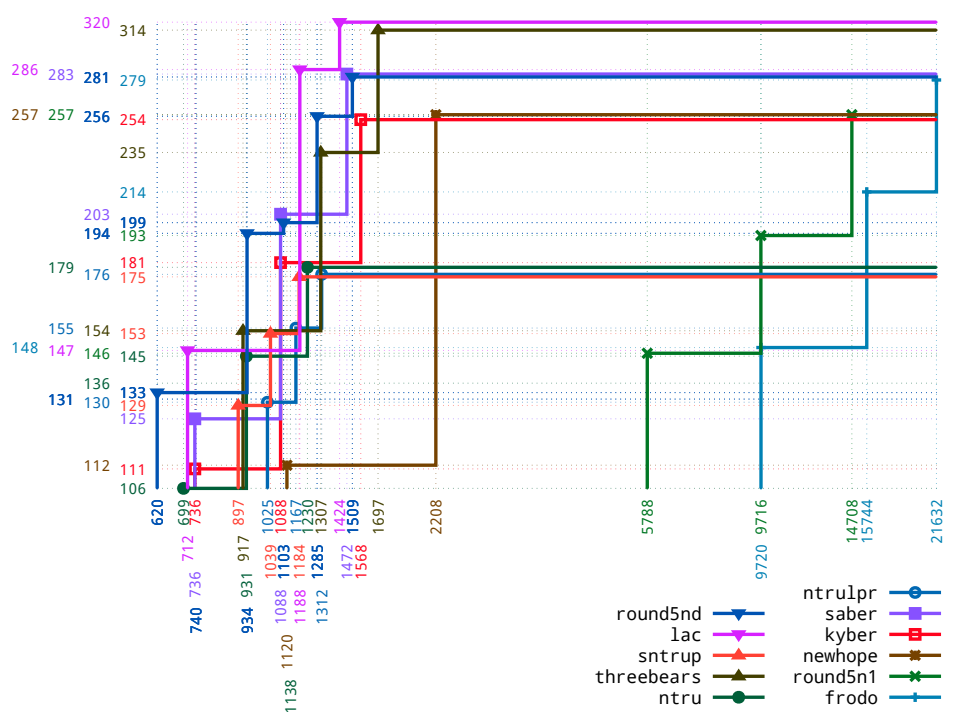 320
314
286 283 281 279
257 257 256 254
235
214
203
199
194
193
181
179
176
175
155 154 153
148 147 146 145
136
133
131 130 129
125
112 111
106
620 699 736 897 1025 1088 1167 1230 1307 1424 1509 1697 2208 5788 9716 14708 15744 21632
712 917 1039 1103 1184 1285 1472 1568 9720
736 931 1088 1188 1312
740 934 1120
1138
ntrulpr
round5nd saber
lac kyber
sntrup newhope
threebears round5n1
ntru frodo